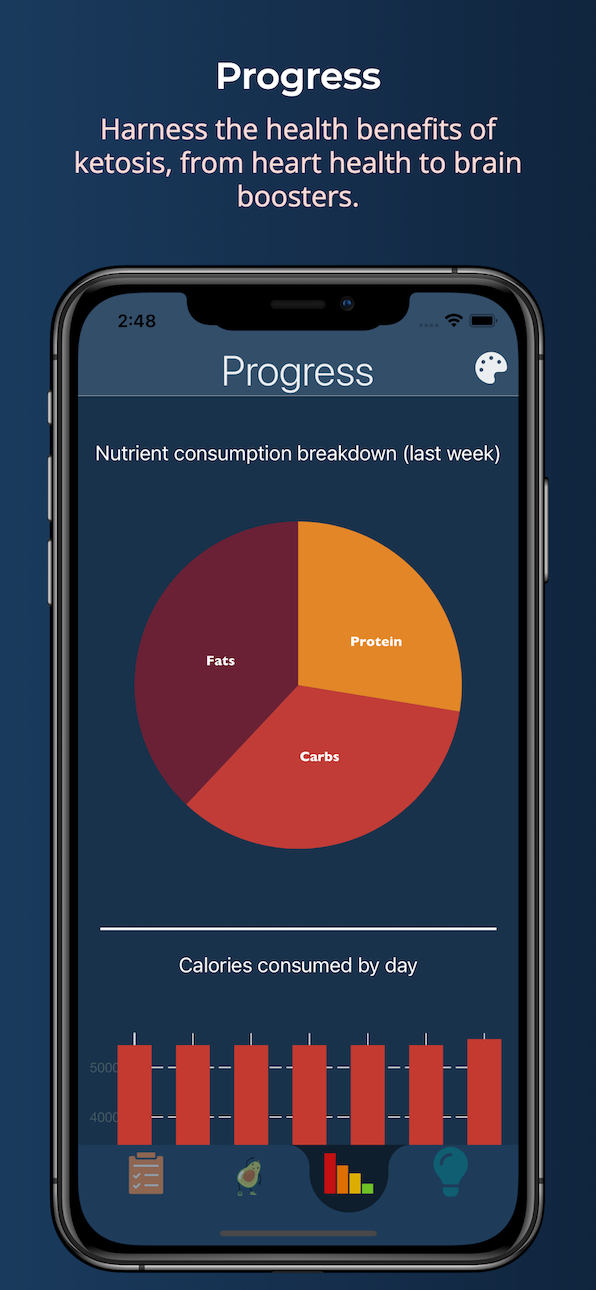 Progress
Harness the health benefits of
ketosis, from heart health to brain
boosters.
2:48
Progress
Nutrient consumption breakdown (last week)
Protein
Fats
Carbs
Calories consumed by day
5000
4000